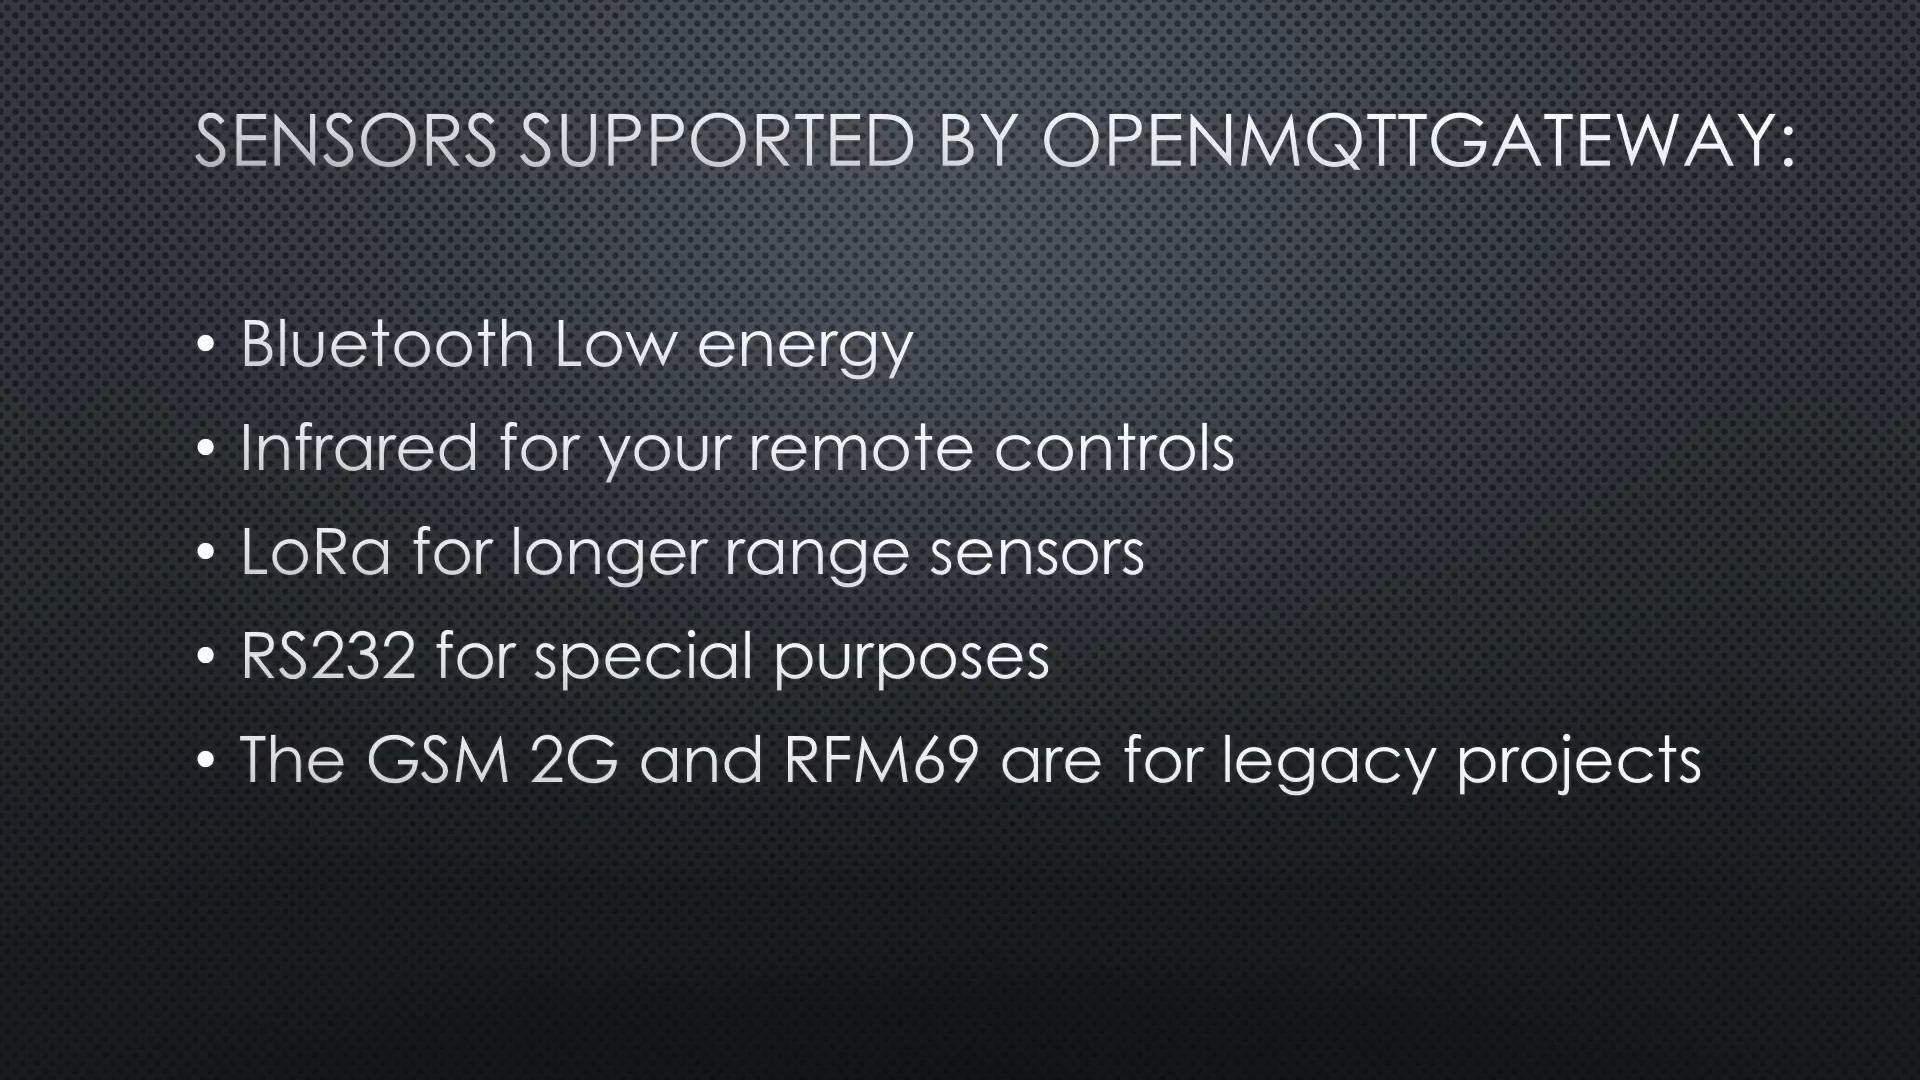 SENSORS SUPPORTED BY OPENMQTTGATEWAY:
• Bluetooth Low energy
• Infrared for your remote controls
• LoRa for longer range sensors
• RS232 for special purposes
• The GSM 2G and RFM69 are for legacy projects